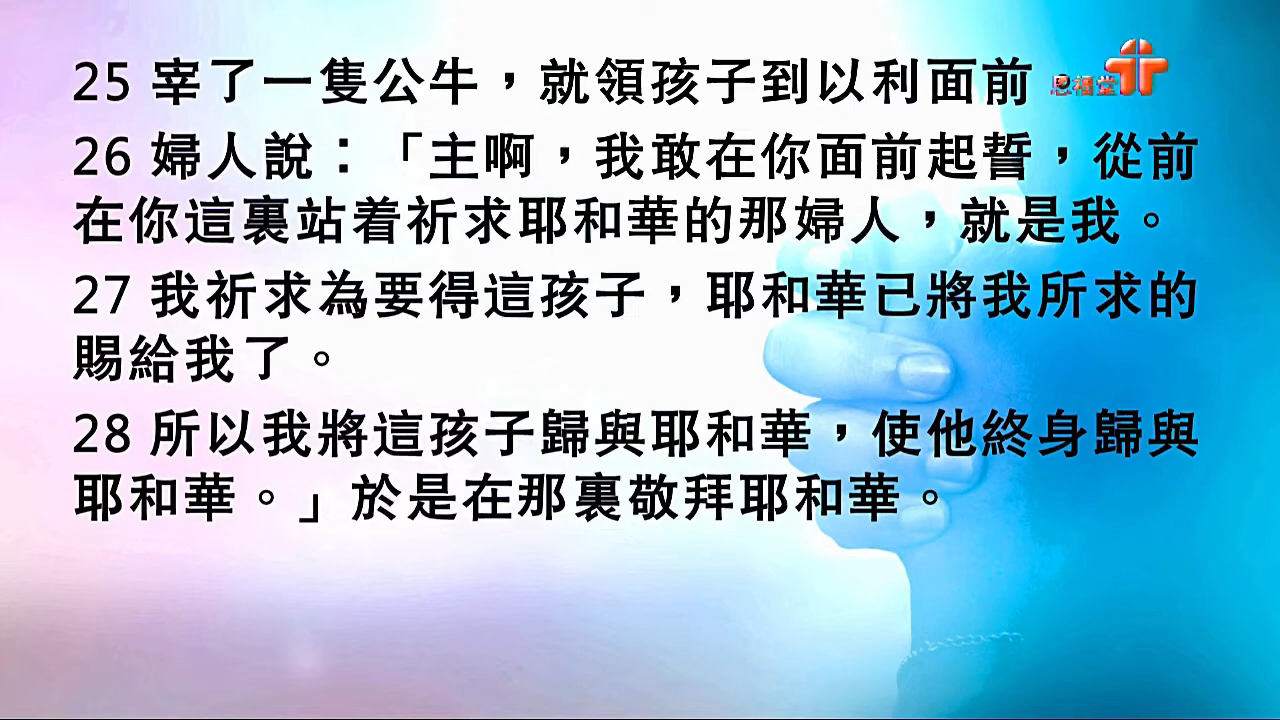 25 宰了一隻公牛，就領孩子到以利面前
恩福堂
26 婦人說：「主啊，我敢在你面前起誓，從前
在你這裏站着祈求耶和華的那婦人，就是我。
27 我祈求為要得這孩子，耶和華已將我所求的
賜給我了。
28 所以我將這孩子歸與耶和華，使他終身歸與
耶和華。」於是在那裏敬拜耶和華。